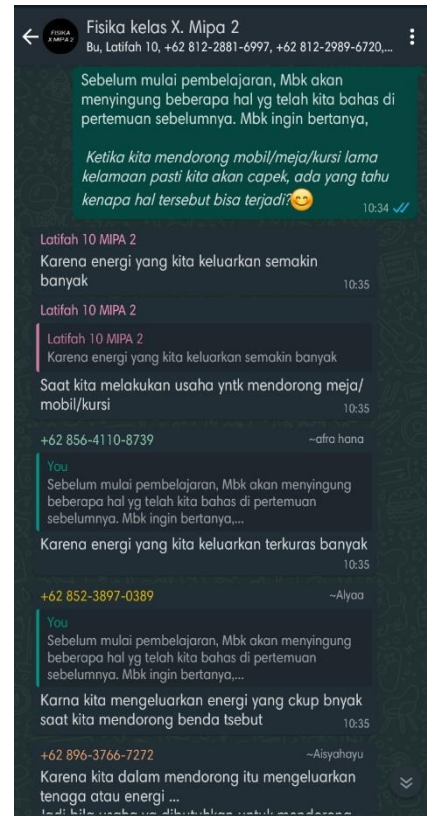 FISIKA
X MIPA 2
Fisika kelas X. Mipa 2
Bu, Latifah 10, +62 812-2881-6997, +62 812-2989-6720,...
Sebelum mulai pembelajaran, Mbk akan
menyingung beberapa hal yg telah kita bahas di
pertemuan sebelumnya. Mbk ingin bertanya,
Ketika kita mendorong mobil/meja/kursi lama
kelamaan pasti kita akan capek, ada yang tahu
kenapa hal tersebut bisa terjadi?😊
10:34
Latifah 10 MIPA 2
Karena energi yang kita keluarkan semakin
banyak
10:35
Latifah 10 MIPA 2
Latifah 10 MIPA 2
Karena energi yang kita keluarkan semakin banyak
Saat kita melakukan usaha yntk mendorong meja/
mobil/kursi
10:35
+62 856-4110-8739 ~afra hana
You
Sebelum mulai pembelajaran, Mbk akan menyingung
beberapa hal yg telah kita bahas di pertemuan
sebelumnya. Mbk ingin bertanya,...
Karena energi yang kita keluarkan terkuras banyak
10:35
+62 852-3897-0389 ~Alyaa
You
Sebelum mulai pembelajaran, Mbk akan menyingung
beberapa hal yg telah kita bahas di pertemuan
sebelumnya. Mbk ingin bertanya,...
Karna kita mengeluarkan energi yang ckup bnyak
saat kita mendorong benda tsebut
10:35
+62 896-3766-7272 ~Aisyahayu
Karena kita dalam mendorong itu mengeluarkan
tenaga atau energi ...
Jadi bila usaha yg dibutuhkan untuk mendorong